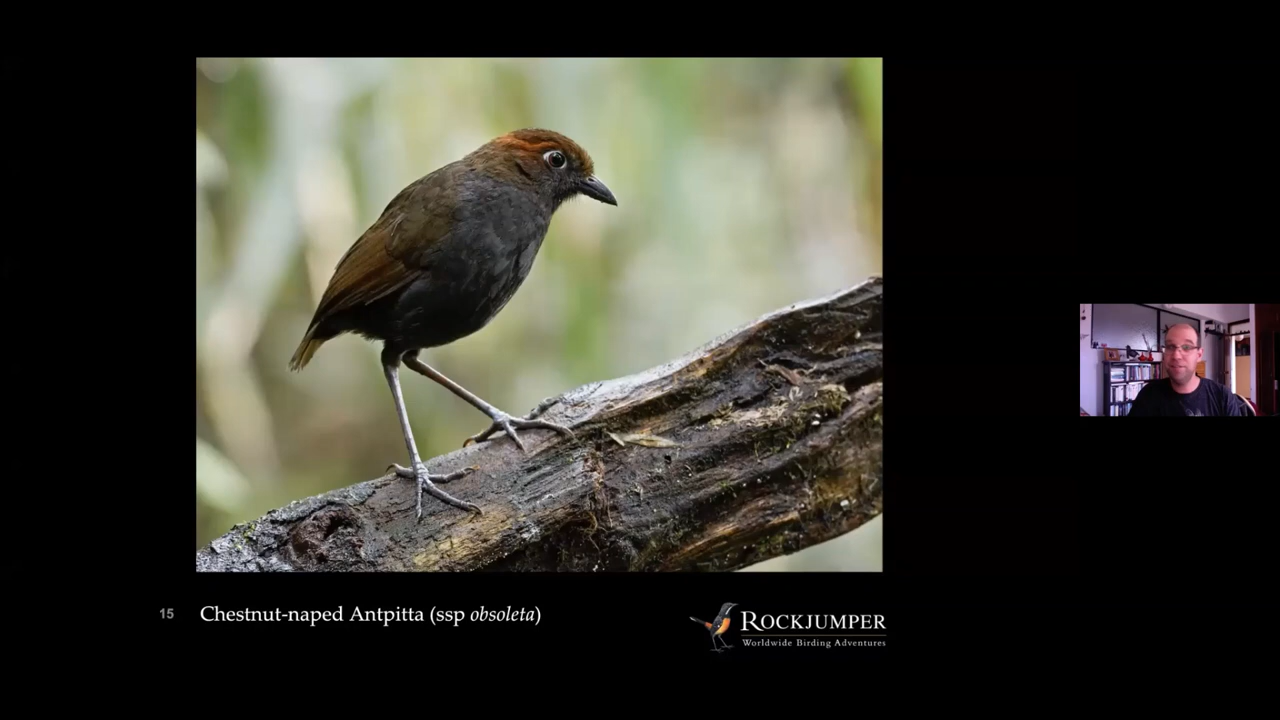 15 Chestnut-naped Antpitta (ssp obsoleta)
ROCKJUMPER
Worldwide Birding Adventures